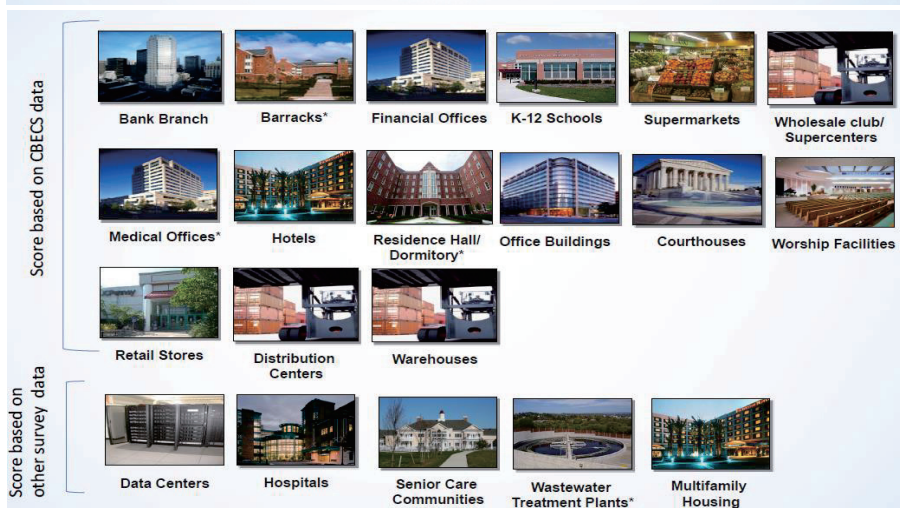 Score based on CBECS data
Bank Branch
Barracks*
Financial Offices
K-12 Schools
Supermarkets
Wholesale club/
Supercenters
Medical Offices*
Hotels
Residence Hall/
Dormitory*
Office Buildings
Courthouses
Worship Facilities
Retail Stores
Distribution
Centers
Warehouses
Score based on
other survey data
Data Centers
Hospitals
Senior Care
Communities
Wastewater
Treatment Plants*
Multifamily
Housing